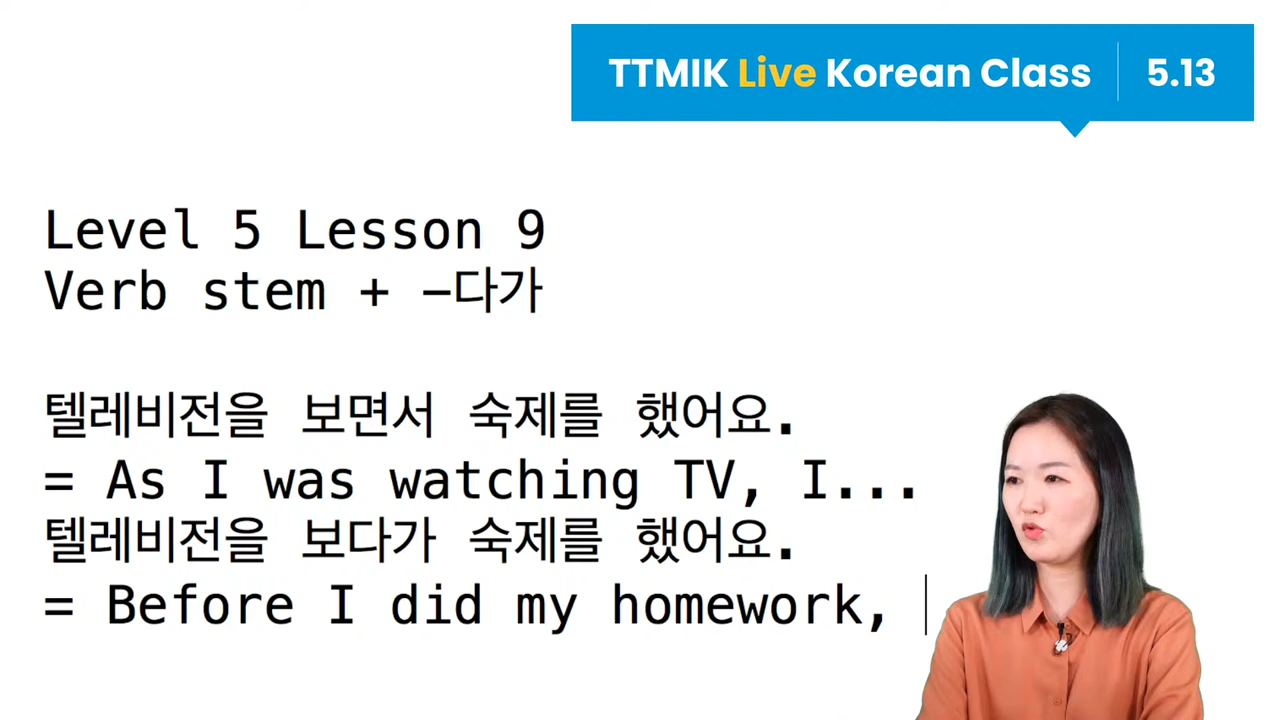 TTMIK Live Korean Class 5.13
Level 5 Lesson 9
Verb stem + -다가
텔레비전을 보면서 숙제를 했어요.
= As I was watching TV, I...
텔레비전을 보다가 숙제를 했어요.
= Before I did my homework,